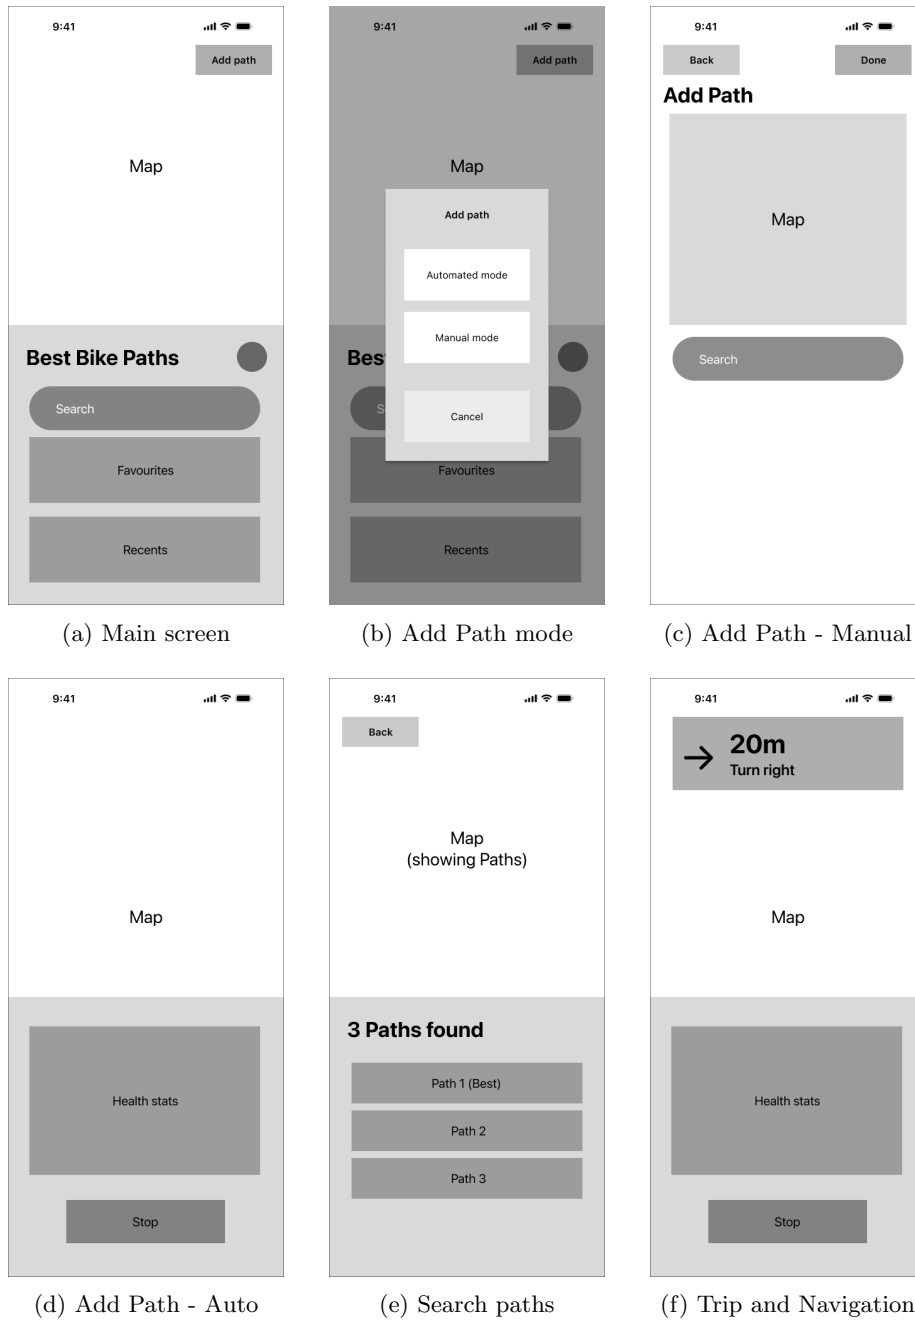 9:41
Add path
Map
Best Bike Paths
Search
Favourites
Recents
(a) Main screen
9:41
Add path
Map
Add path
Automated mode
Manual mode
Cancel
Bes
S
Favourites
Recents
(b) Add Path mode
9:41
Back
Done
Add Path
Map
Search
(c) Add Path - Manual
9:41
Map
Health stats
Stop
(d) Add Path - Auto
9:41
Back
Map
(showing Paths)
3 Paths found
Path 1 (Best)
Path 2
Path 3
(e) Search paths
9:41
20m
Turn right
Map
Health stats
Stop
(f) Trip and Navigation